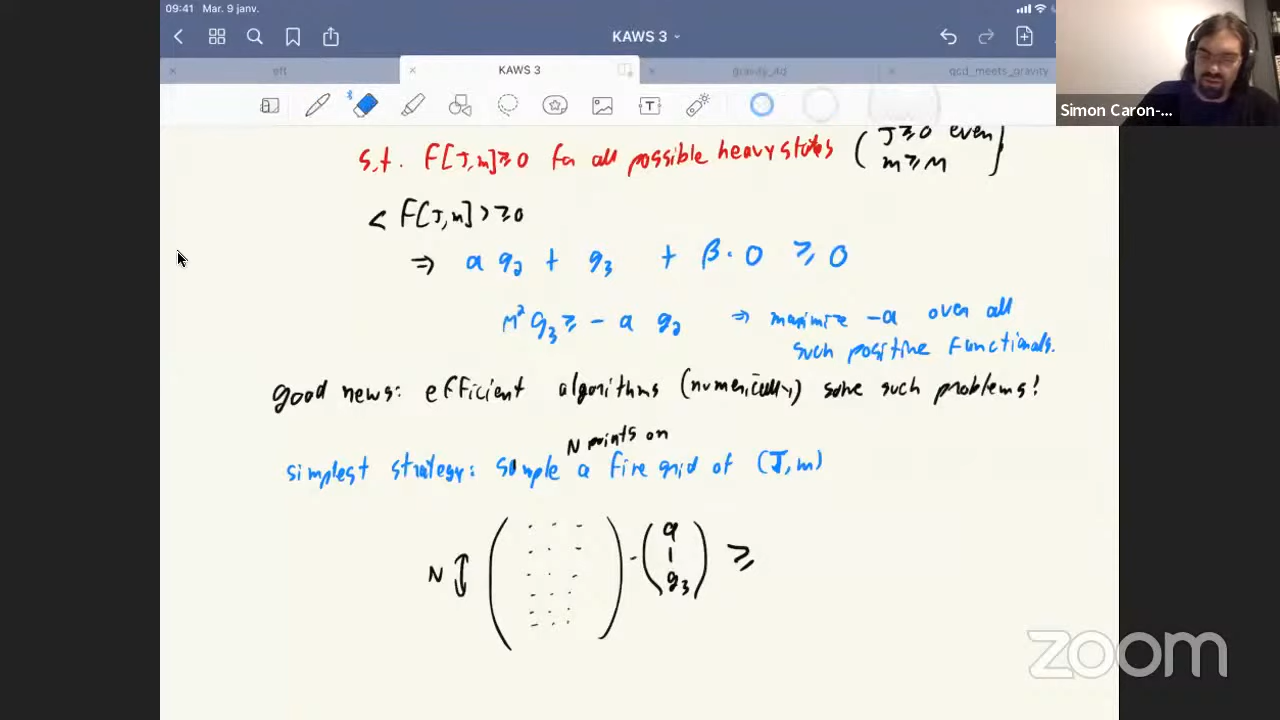 09:41 Mar. 9 janv.
KAWS 3
eft
KAWS 3
gravity_4d
qcd_meets_gravity
Simon Caron-...
s.t. F[J,m] ≥ 0 for all possible heavy states ( J ≥ 0 even
m ≥ M )
< F[J,m] > ≥ 0
⇒ a g₂ + g₃ + β · 0 ≥ 0
M² g₃ ≥ - a g₂ ⇒ maximize -a over all
such positive functionals.
good news: efficient algorithms (numerically) solve such problems!
N points on
simplest strategy: sample a fine grid of (J,m)
N ↕ ( ) · ( a 1 g₃ ) ≥
zoom